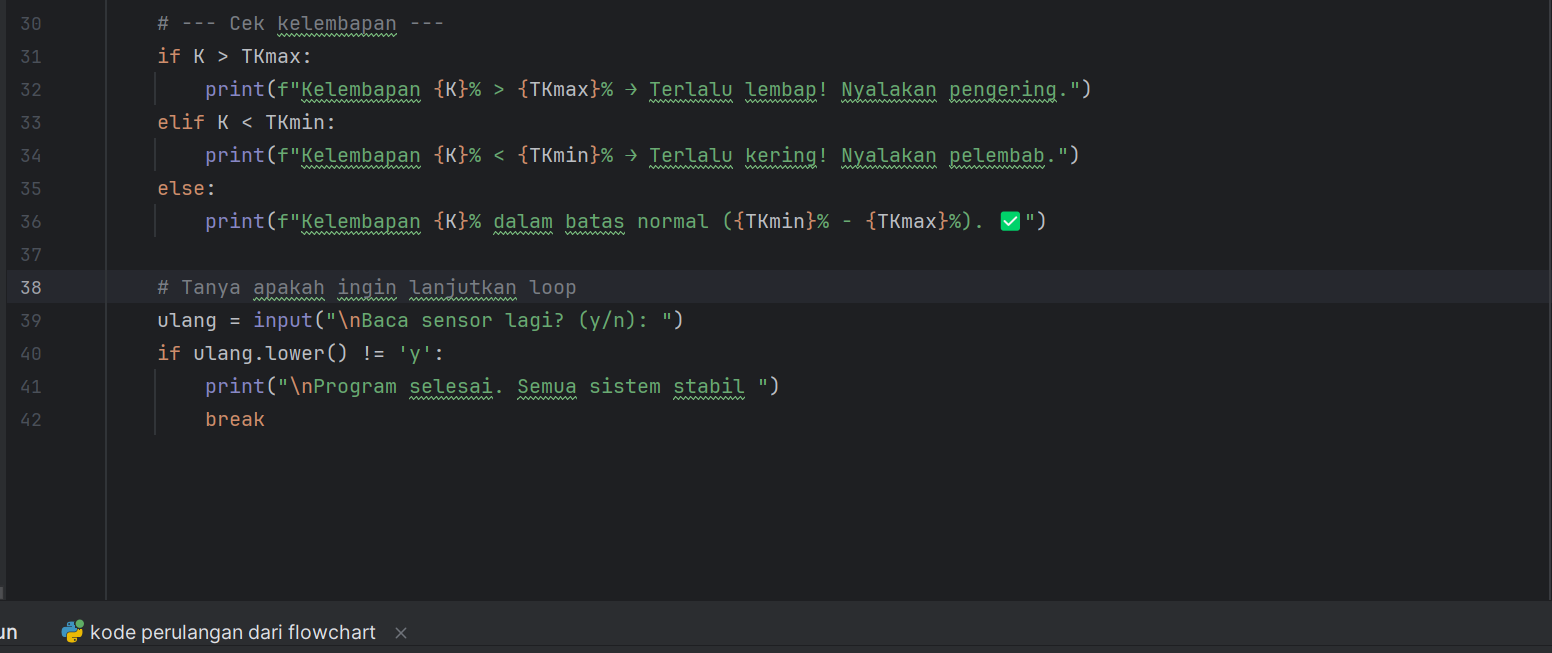 30 # --- Cek kelembapan ---
31 if K > TKmax:
32 print(f"Kelembapan {K}% > {TKmax}% → Terlalu lembap! Nyalakan pengering.")
33 elif K < TKmin:
34 print(f"Kelembapan {K}% < {TKmin}% → Terlalu kering! Nyalakan pelembab.")
35 else:
36 print(f"Kelembapan {K}% dalam batas normal ({TKmin}% - {TKmax}%). ✅")
37
38 # Tanya apakah ingin lanjutkan loop
39 ulang = input("\nBaca sensor lagi? (y/n): ")
40 if ulang.lower() != 'y':
41 print("\nProgram selesai. Semua sistem stabil ")
42 break
un kode perulangan dari flowchart ×